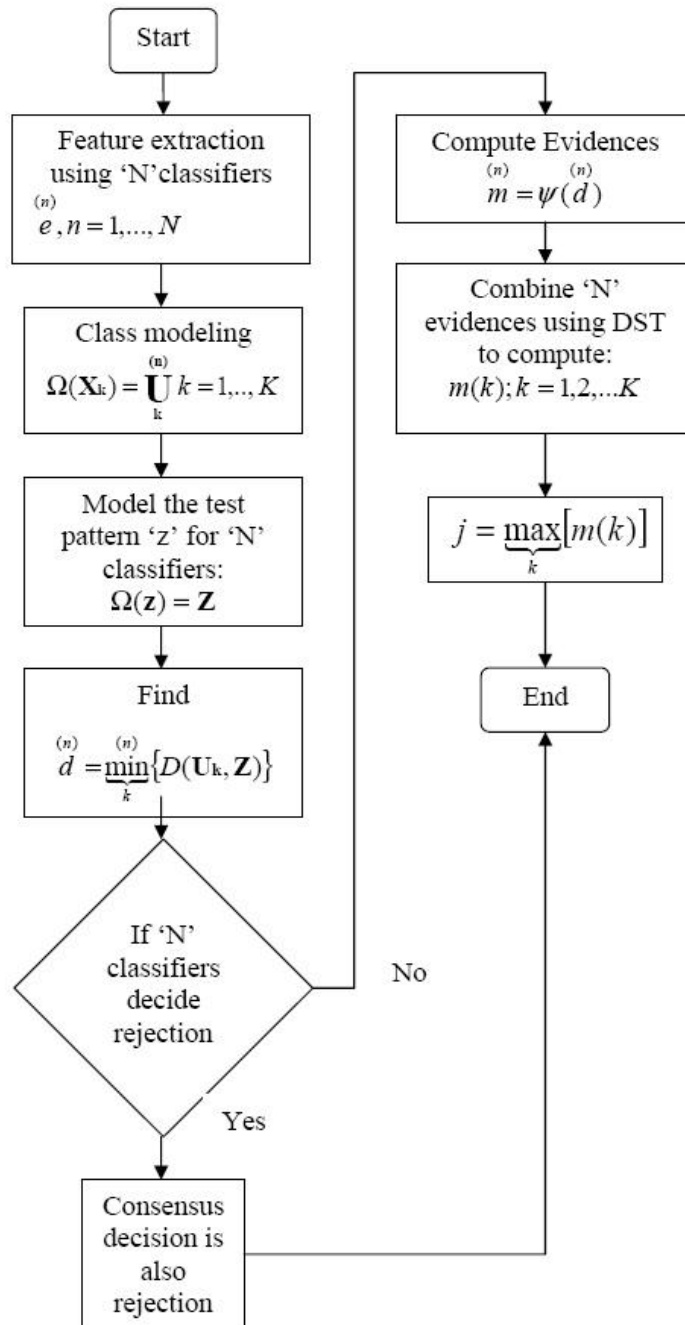 Start
Feature extraction
using ‘N’classifiers
(n)
e, n = 1,..., N
Class modeling
(n)
Ω(Xk) = U k = 1,.., K
k
Model the test
pattern ‘z’ for ‘N’
classifiers:
Ω(z) = Z
Find
(n) (n)
d = min{D(Uk, Z)}
k
If ‘N’
classifiers
decide
rejection
No
Yes
Consensus
decision is
also
rejection
Compute Evidences
(n) (n)
m = ψ(d)
Combine ‘N’
evidences using DST
to compute:
m(k); k = 1,2,...K
j = max[m(k)]
k
End